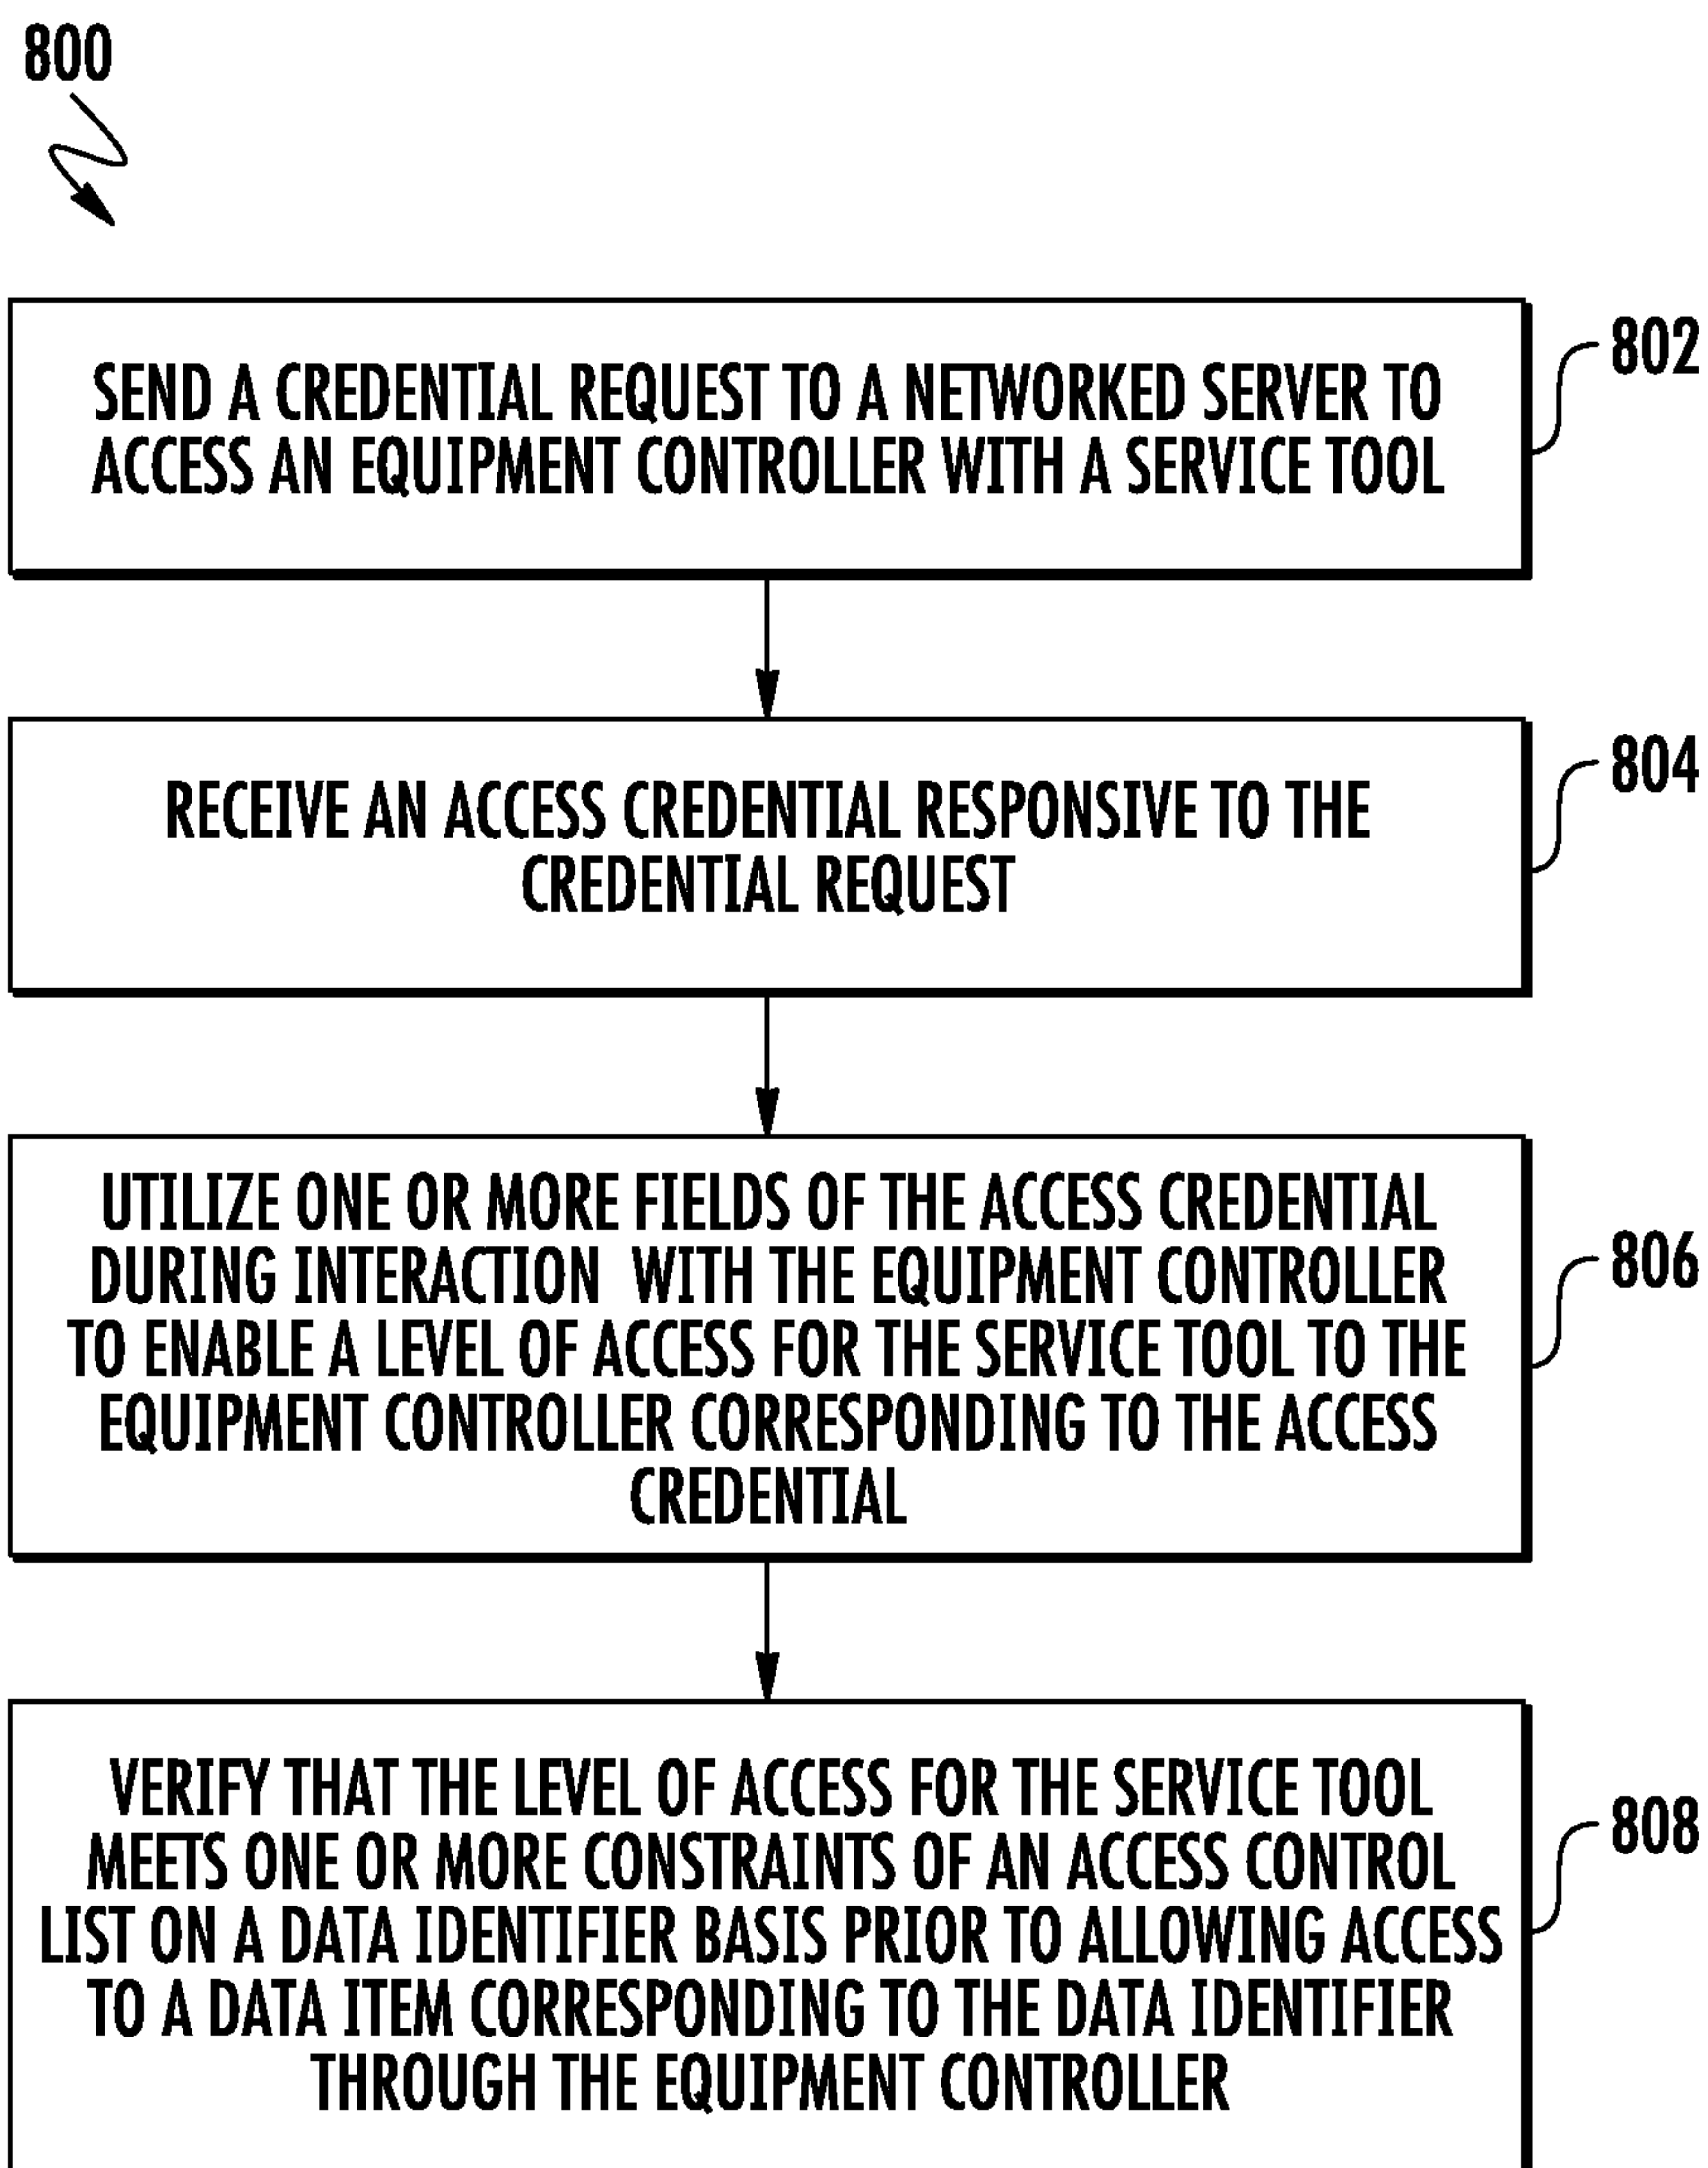 800
SEND A CREDENTIAL REQUEST TO A NETWORKED SERVER TO
ACCESS AN EQUIPMENT CONTROLLER WITH A SERVICE TOOL
802
RECEIVE AN ACCESS CREDENTIAL RESPONSIVE TO THE
CREDENTIAL REQUEST
804
UTILIZE ONE OR MORE FIELDS OF THE ACCESS CREDENTIAL
DURING INTERACTION WITH THE EQUIPMENT CONTROLLER
TO ENABLE A LEVEL OF ACCESS FOR THE SERVICE TOOL TO THE
EQUIPMENT CONTROLLER CORRESPONDING TO THE ACCESS
CREDENTIAL
806
VERIFY THAT THE LEVEL OF ACCESS FOR THE SERVICE TOOL
MEETS ONE OR MORE CONSTRAINTS OF AN ACCESS CONTROL
LIST ON A DATA IDENTIFIER BASIS PRIOR TO ALLOWING ACCESS
TO A DATA ITEM CORRESPONDING TO THE DATA IDENTIFIER
THROUGH THE EQUIPMENT CONTROLLER
808